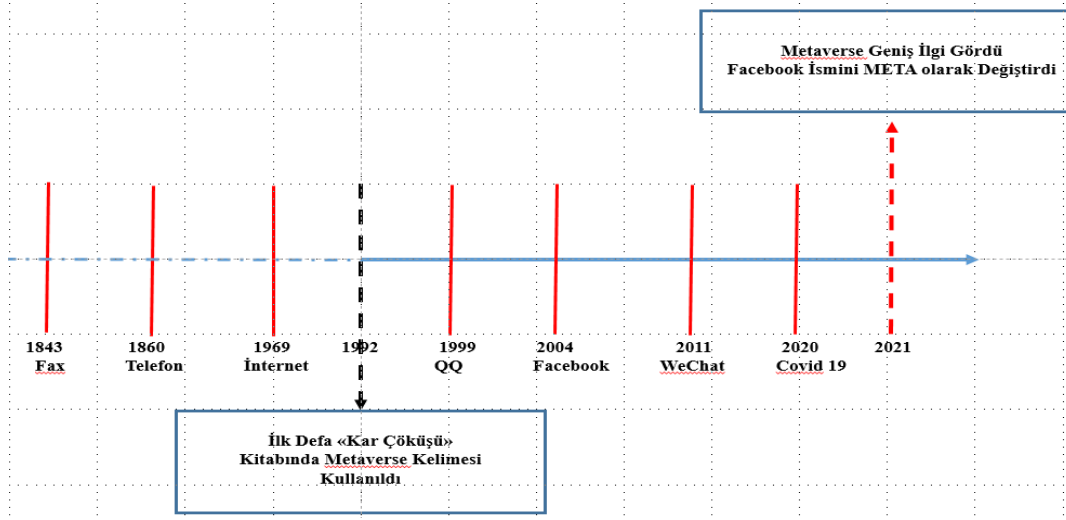 Metaverse Geniş İlgi Gördü
Facebook İsmini META olarak Değiştirdi
1843 1860 1969 1992 1999 2004 2011 2020 2021
Fax Telefon İnternet QQ Facebook WeChat Covid 19
İlk Defa «Kar Çöküşü»
Kitabında Metaverse Kelimesi
Kullanıldı